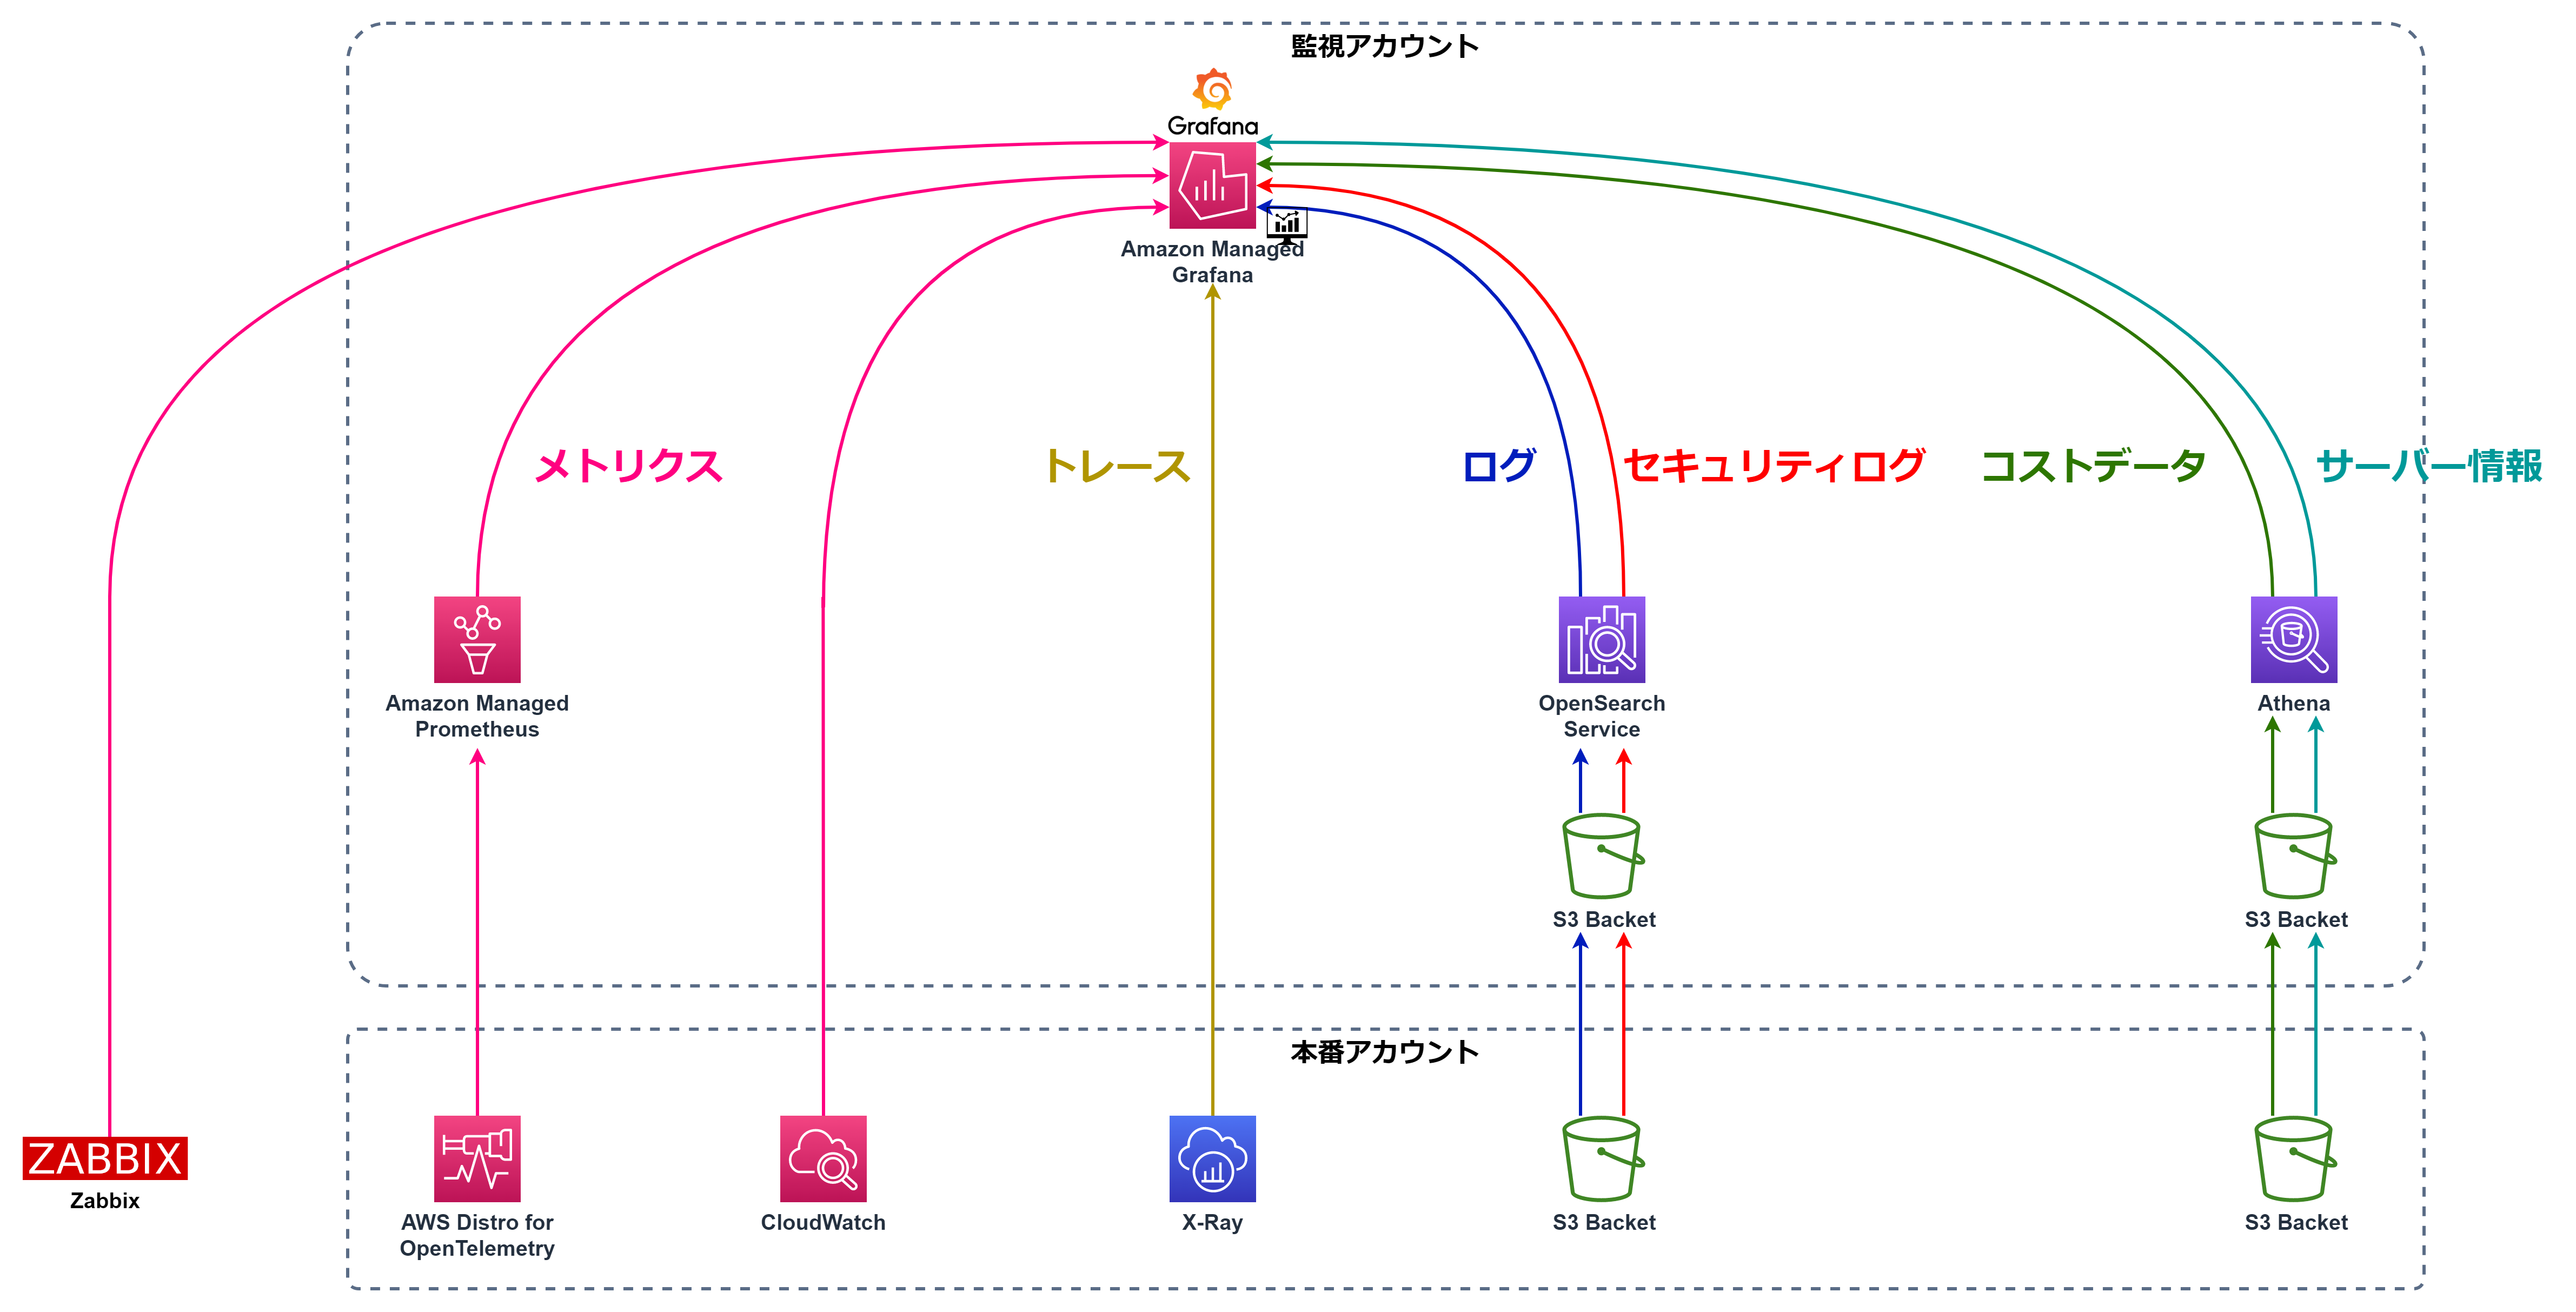 監視アカウント
Grafana
Amazon Managed
Grafana
メトリクス
トレース
ログ
セキュリティログ
コストデータ
サーバー情報
Amazon Managed
Prometheus
OpenSearch
Service
Athena
S3 Backet
S3 Backet
本番アカウント
ZABBIX
Zabbix
AWS Distro for
OpenTelemetry
CloudWatch
X-Ray
S3 Backet
S3 Backet